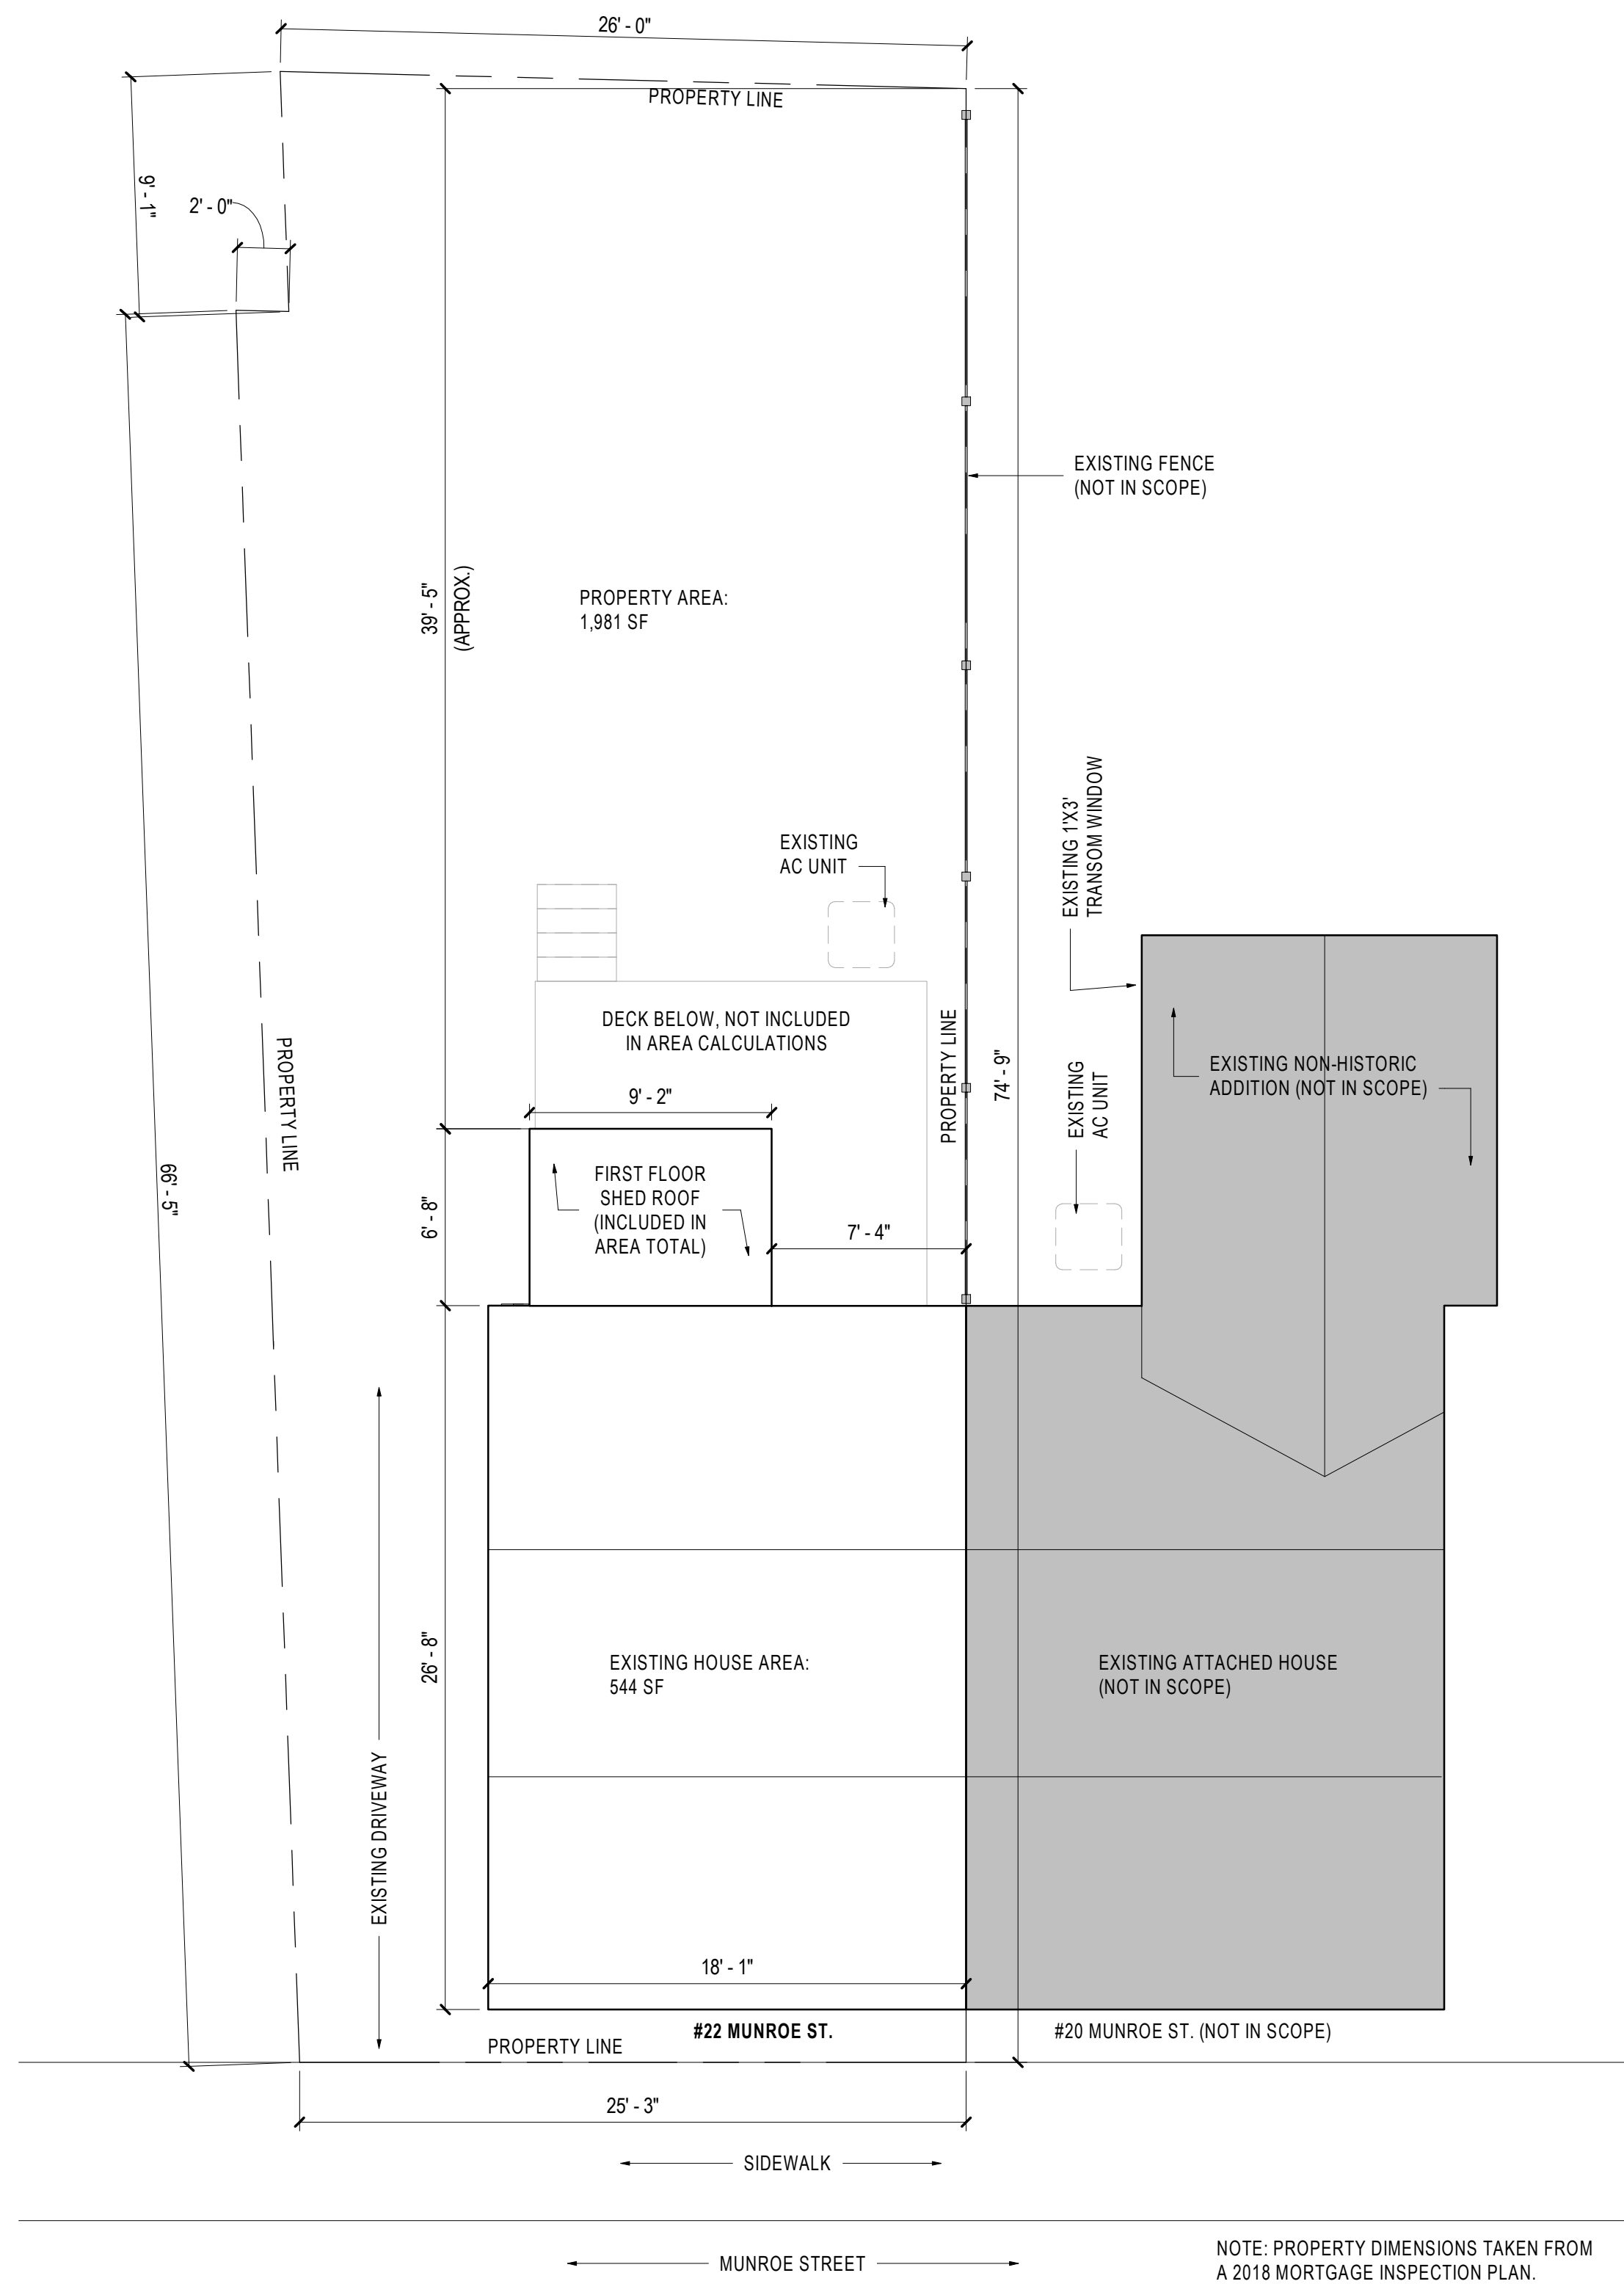 26' - 0"
PROPERTY LINE
9' - 1"
2' - 0"
EXISTING FENCE
(NOT IN SCOPE)
39' - 5"
(APPROX.)
PROPERTY AREA:
1,981 SF
EXISTING 1'X3'
TRANSOM WINDOW
EXISTING
AC UNIT
DECK BELOW, NOT INCLUDED
IN AREA CALCULATIONS
PROPERTY LINE
74' - 9"
EXISTING
AC UNIT
EXISTING NON-HISTORIC
ADDITION (NOT IN SCOPE)
PROPERTY LINE
9' - 2"
66' - 5"
6' - 8"
FIRST FLOOR
SHED ROOF
(INCLUDED IN
AREA TOTAL)
7' - 4"
26' - 8"
EXISTING HOUSE AREA:
544 SF
EXISTING ATTACHED HOUSE
(NOT IN SCOPE)
EXISTING DRIVEWAY
18' - 1"
#22 MUNROE ST.
#20 MUNROE ST. (NOT IN SCOPE)
PROPERTY LINE
25' - 3"
SIDEWALK
MUNROE STREET
NOTE: PROPERTY DIMENSIONS TAKEN FROM
A 2018 MORTGAGE INSPECTION PLAN.